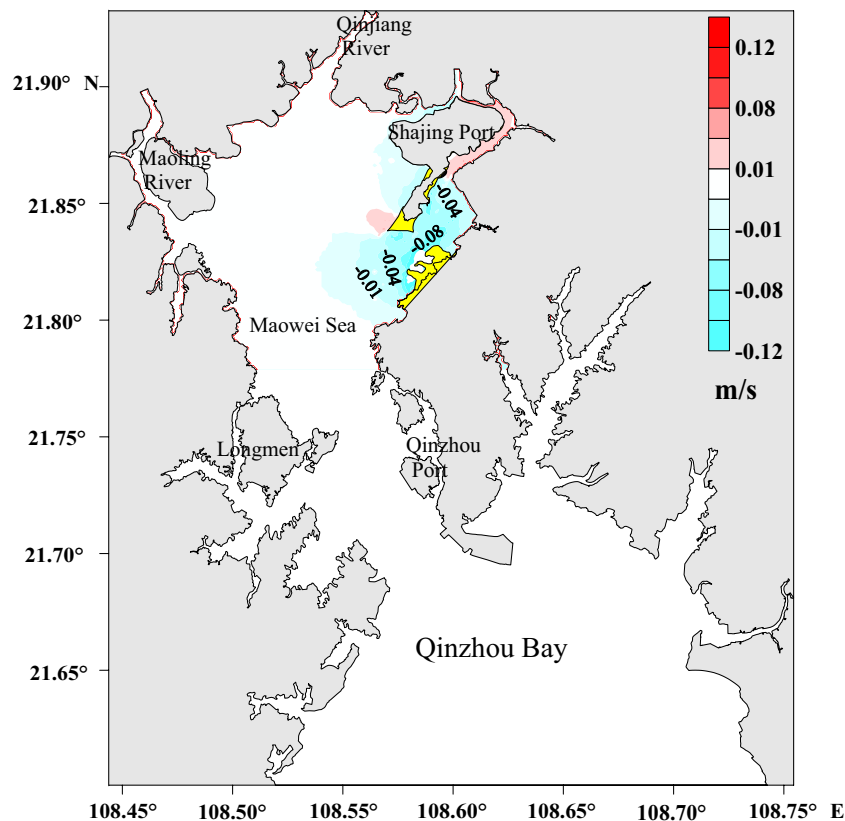 Qinjiang
River
21.90° N
Shajing Port
Maoling
River
21.85°
-0.04
-0.08
-0.04
-0.01
21.80°
Maowei Sea
21.75°
Longmen
Qinzhou
Port
21.70°
Qinzhou Bay
21.65°
108.45°
108.50°
108.55°
108.60°
108.65°
108.70°
108.75° E
0.12
0.08
0.01
-0.01
-0.08
-0.12
m/s